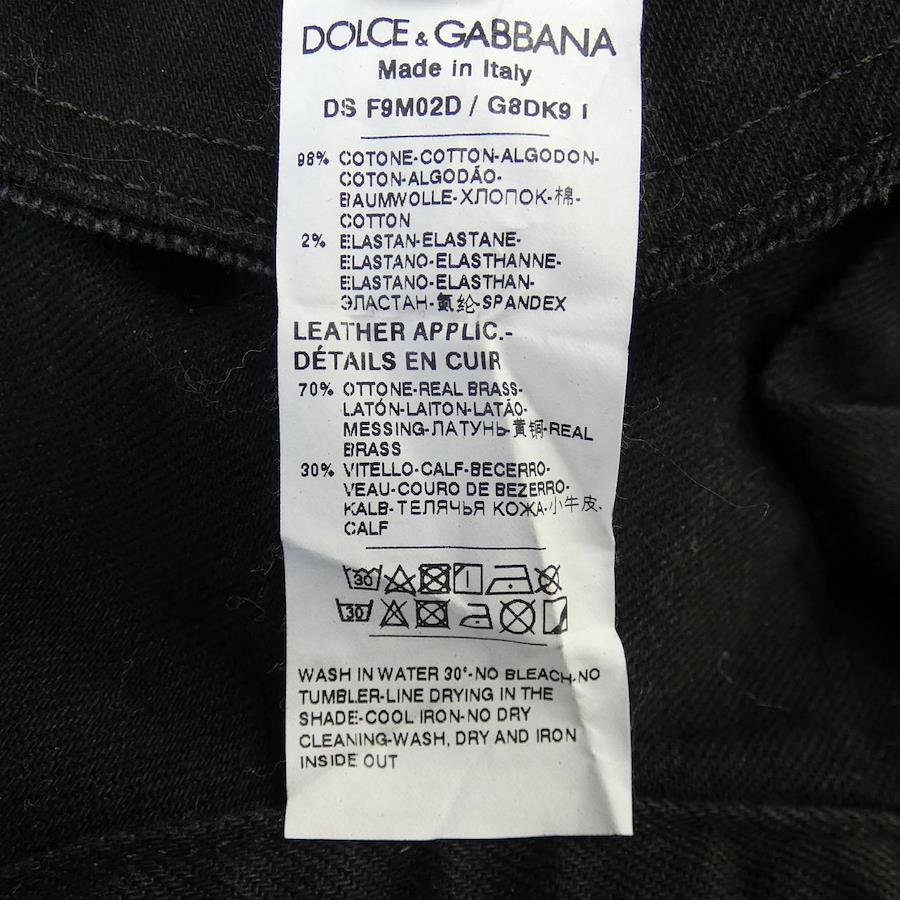 DOLCE & GABBANA
Made in Italy
DS F9M02D / G8DK9 I
98% COTONE-COTTON-ALGODON-
COTON-ALGODÃO-
BAUMWOLLE-ХЛОПОК-棉-
COTTON
2% ELASTAN-ELASTANE-
ELASTANO-ELASTHANNE-
ELASTANO-ELASTHAN-
ЭЛАСТАН-氨纶-SPANDEX
LEATHER APPLIC.-
DÉTAILS EN CUIR
70% OTTONE-REAL BRASS-
LATÓN-LAITON-LATÃO-
MESSING-ЛАТУНЬ-黄铜-REAL
BRASS
30% VITELLO-CALF-BECERRO-
VEAU-COURO DE BEZERRO-
KALB-ТЕЛЯЧЬЯ КОЖА-小牛皮-
CALF
30
30
WASH IN WATER 30°-NO BLEACH-NO
TUMBLER-LINE DRYING IN THE
SHADE-COOL IRON-NO DRY
CLEANING-WASH, DRY AND IRON
INSIDE OUT